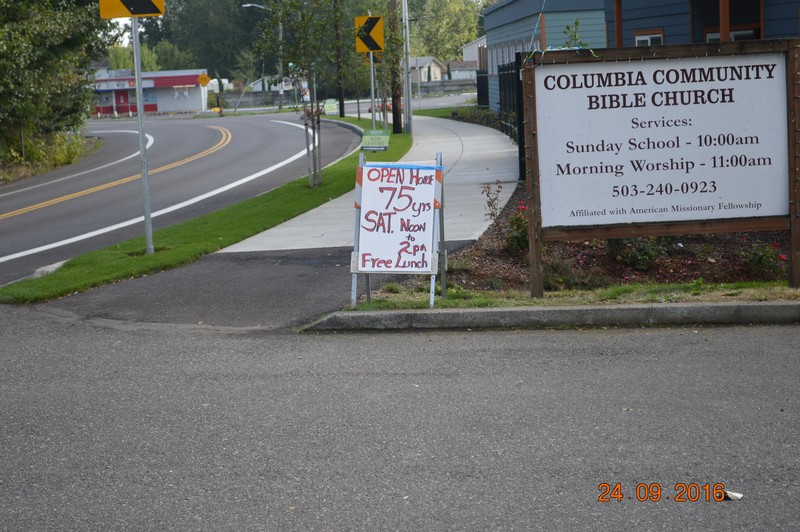 OPEN House
75 yrs
SAT. Noon
to
2pm
Free Lunch
COLUMBIA COMMUNITY
BIBLE CHURCH
Services:
Sunday School - 10:00am
Morning Worship - 11:00am
503-240-0923
Affiliated with American Missionary Fellowship
24.09.2016